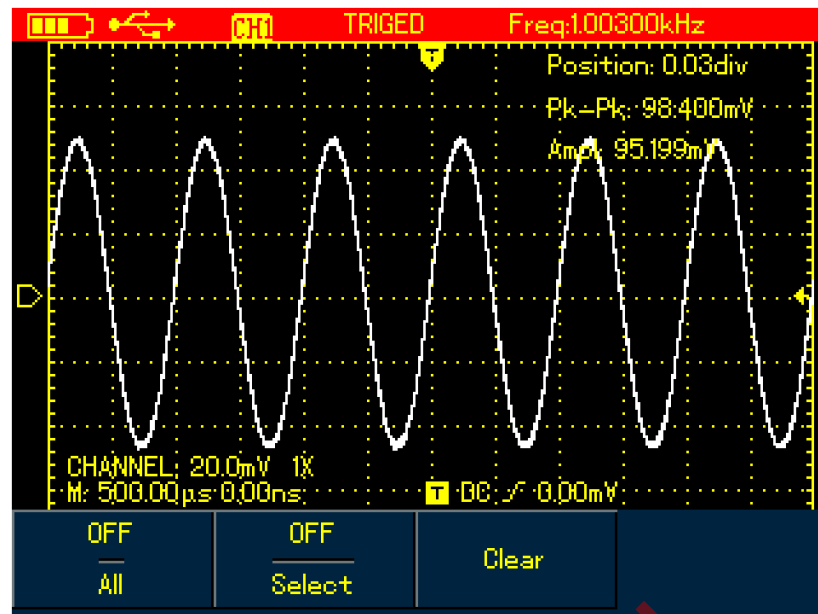 CH1 TRIGED Freq:1.00300kHz
T
Position: 0.03div
Pk-Pk: 98.400mV
Ampl: 95.199mV
CHANNEL: 20.0mV 1X
M: 500.00μs 0.00ns T DC 0.00mV
OFF OFF
Clear
All Select